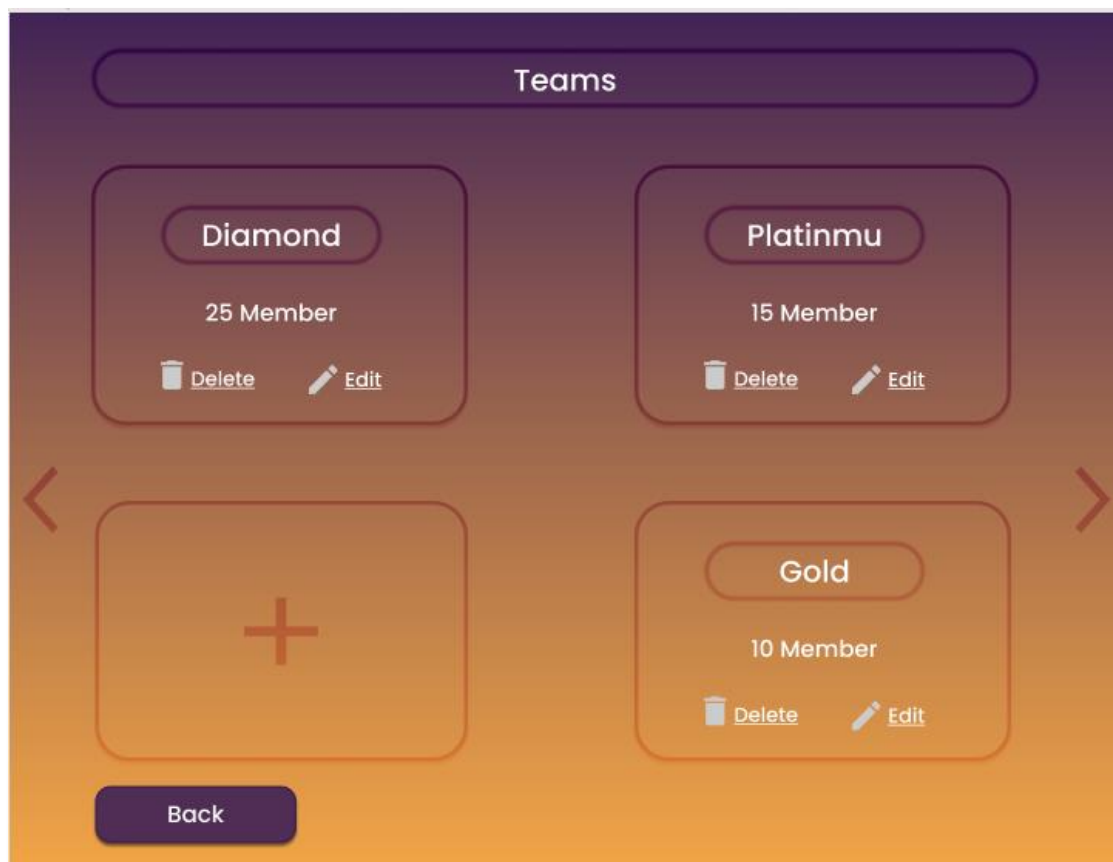 Teams
Diamond
Platinmu
25 Member
15 Member
Delete
Edit
Delete
Edit
Gold
10 Member
Delete
Edit
Back